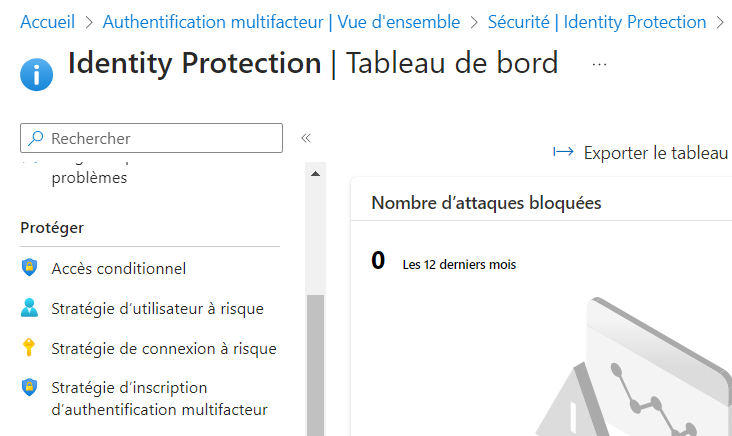 Accueil > Authentification multifacteur | Vue d'ensemble > Sécurité | Identity Protection >
Identity Protection | Tableau de bord ...
Rechercher
problèmes
Protéger
Accès conditionnel
Stratégie d'utilisateur à risque
Stratégie de connexion à risque
Stratégie d'inscription
d'authentification multifacteur
Exporter le tableau
Nombre d'attaques bloquées
0 Les 12 derniers mois